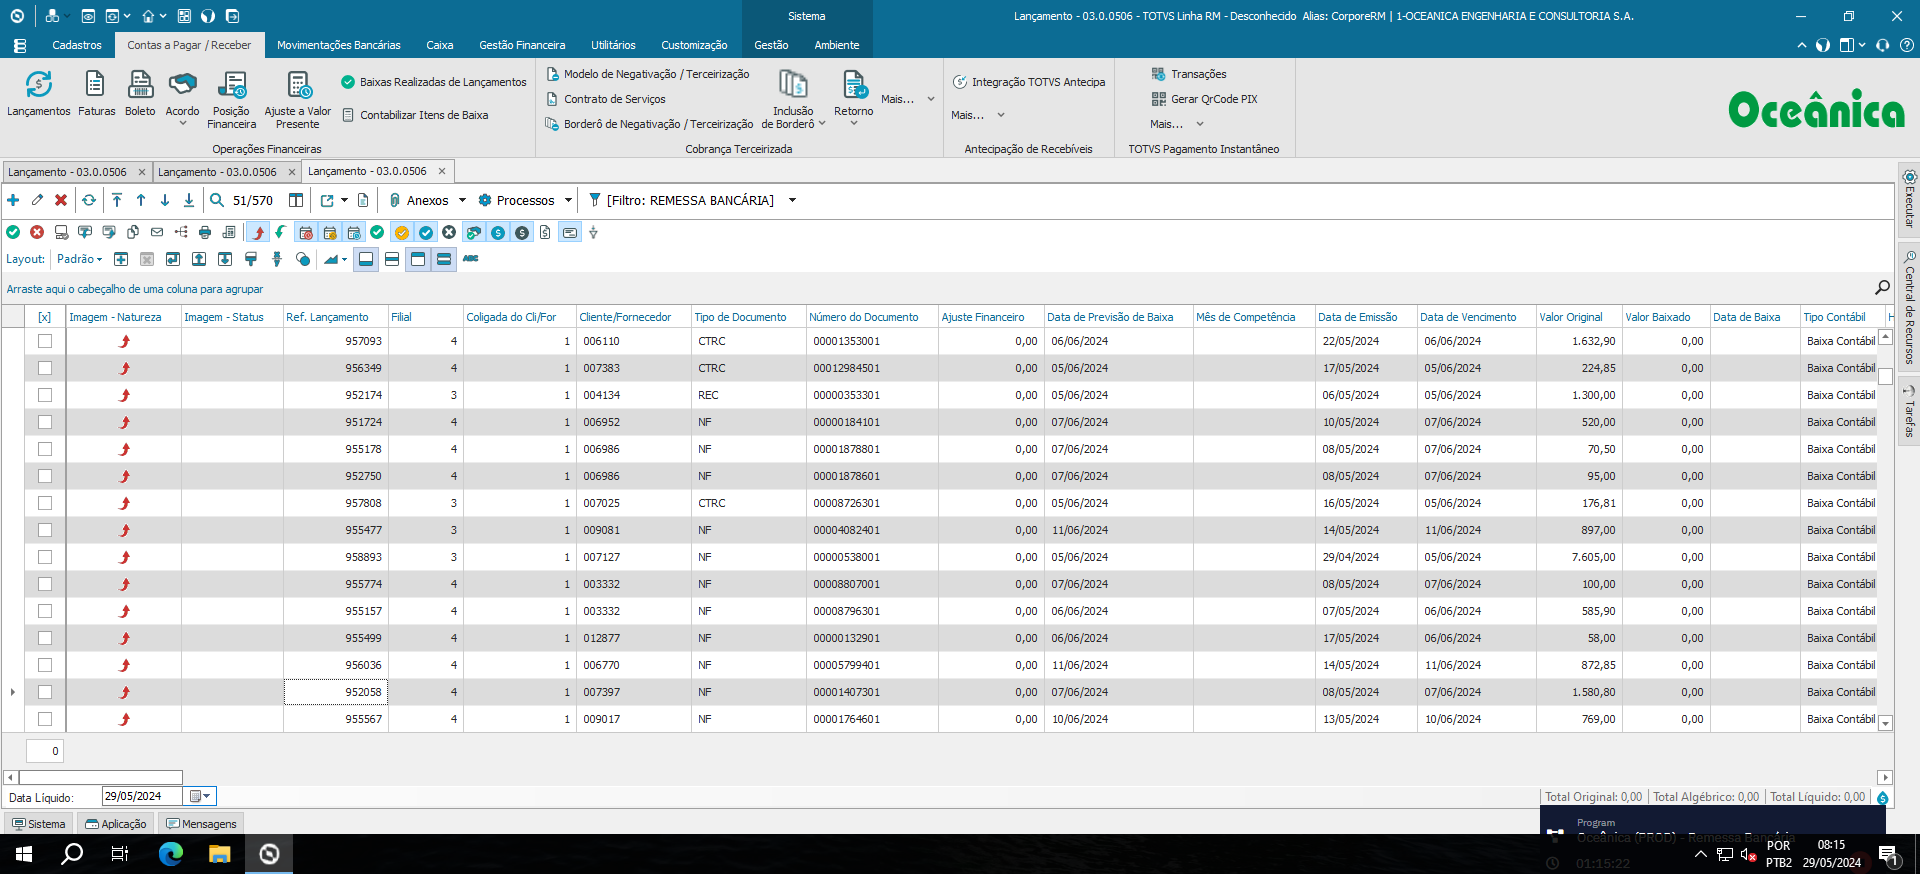 Sistema
Lançamento - 03.0.0506 - TOTVS Linha RM - Desconhecido Alias: CorporeRM | 1-OCEANICA ENGENHARIA E CONSULTORIA S.A.
Cadastros Contas a Pagar / Receber Movimentações Bancárias Caixa Gestão Financeira Utilitários Customização Gestão Ambiente
Lançamentos Faturas Boleto Acordo Posição Financeira Ajuste a Valor Presente
Baixas Realizadas de Lançamentos
Contabilizar Itens de Baixa
Operações Financeiras
Modelo de Negativação / Terceirização
Contrato de Serviços
Borderô de Negativação / Terceirização
Inclusão de Borderô Retorno Mais...
Cobrança Terceirizada
Integração TOTVS Antecipa
Mais...
Antecipação de Recebíveis
Transações
Gerar QrCode PIX
Mais...
TOTVS Pagamento Instantâneo
Oceânica
Lançamento - 03.0.0506 Lançamento - 03.0.0506 Lançamento - 03.0.0506
51/570 Anexos Processos [Filtro: REMESSA BANCÁRIA]
Layout: Padrão ABC
Arraste aqui o cabeçalho de uma coluna para agrupar
[x] Imagem - Natureza Imagem - Status Ref. Lançamento Filial Coligada do Cli/For Cliente/Fornecedor Tipo de Documento Número do Documento Ajuste Financeiro Data de Previsão de Baixa Mês de Competência Data de Emissão Data de Vencimento Valor Original Valor Baixado Data de Baixa Tipo Contábil H
957093 4 1 006110 CTRC 00001353001 0,00 06/06/2024 22/05/2024 06/06/2024 1.632,90 0,00 Baixa Contábil
956349 4 1 007383 CTRC 00012984501 0,00 05/06/2024 17/05/2024 05/06/2024 224,85 0,00 Baixa Contábil
952174 3 1 004134 REC 00000353301 0,00 05/06/2024 06/05/2024 05/06/2024 1.300,00 0,00 Baixa Contábil
951724 4 1 006952 NF 00000184101 0,00 07/06/2024 10/05/2024 07/06/2024 520,00 0,00 Baixa Contábil
955178 4 1 006986 NF 00001878801 0,00 07/06/2024 08/05/2024 07/06/2024 70,50 0,00 Baixa Contábil
952750 4 1 006986 NF 00001878601 0,00 07/06/2024 08/05/2024 07/06/2024 95,00 0,00 Baixa Contábil
957808 3 1 007025 CTRC 00008726301 0,00 05/06/2024 16/05/2024 05/06/2024 176,81 0,00 Baixa Contábil
955477 3 1 009081 NF 00004082401 0,00 11/06/2024 14/05/2024 11/06/2024 897,00 0,00 Baixa Contábil
958893 3 1 007127 NF 00000538001 0,00 05/06/2024 29/04/2024 05/06/2024 7.605,00 0,00 Baixa Contábil
955774 4 1 003332 NF 00008807001 0,00 07/06/2024 08/05/2024 07/06/2024 100,00 0,00 Baixa Contábil
955157 4 1 003332 NF 00008796301 0,00 06/06/2024 07/05/2024 06/06/2024 585,90 0,00 Baixa Contábil
955499 4 1 012877 NF 00000132901 0,00 06/06/2024 17/05/2024 06/06/2024 58,00 0,00 Baixa Contábil
956036 4 1 006770 NF 00005799401 0,00 11/06/2024 14/05/2024 11/06/2024 872,85 0,00 Baixa Contábil
952058 4 1 007397 NF 00001407301 0,00 07/06/2024 08/05/2024 07/06/2024 1.580,80 0,00 Baixa Contábil
955567 4 1 009017 NF 00001764601 0,00 10/06/2024 13/05/2024 10/06/2024 769,00 0,00 Baixa Contábil
0
Data Líquido: 29/05/2024
Total Original: 0,00 Total Algébrico: 0,00 Total Líquido: 0,00
Sistema Aplicação Mensagens
Executar
Central de Recursos
Tarefas
Program
Oceânica (PROD) - Remessa Bancária
01:15:22
POR
PTB2
08:15
29/05/2024
1